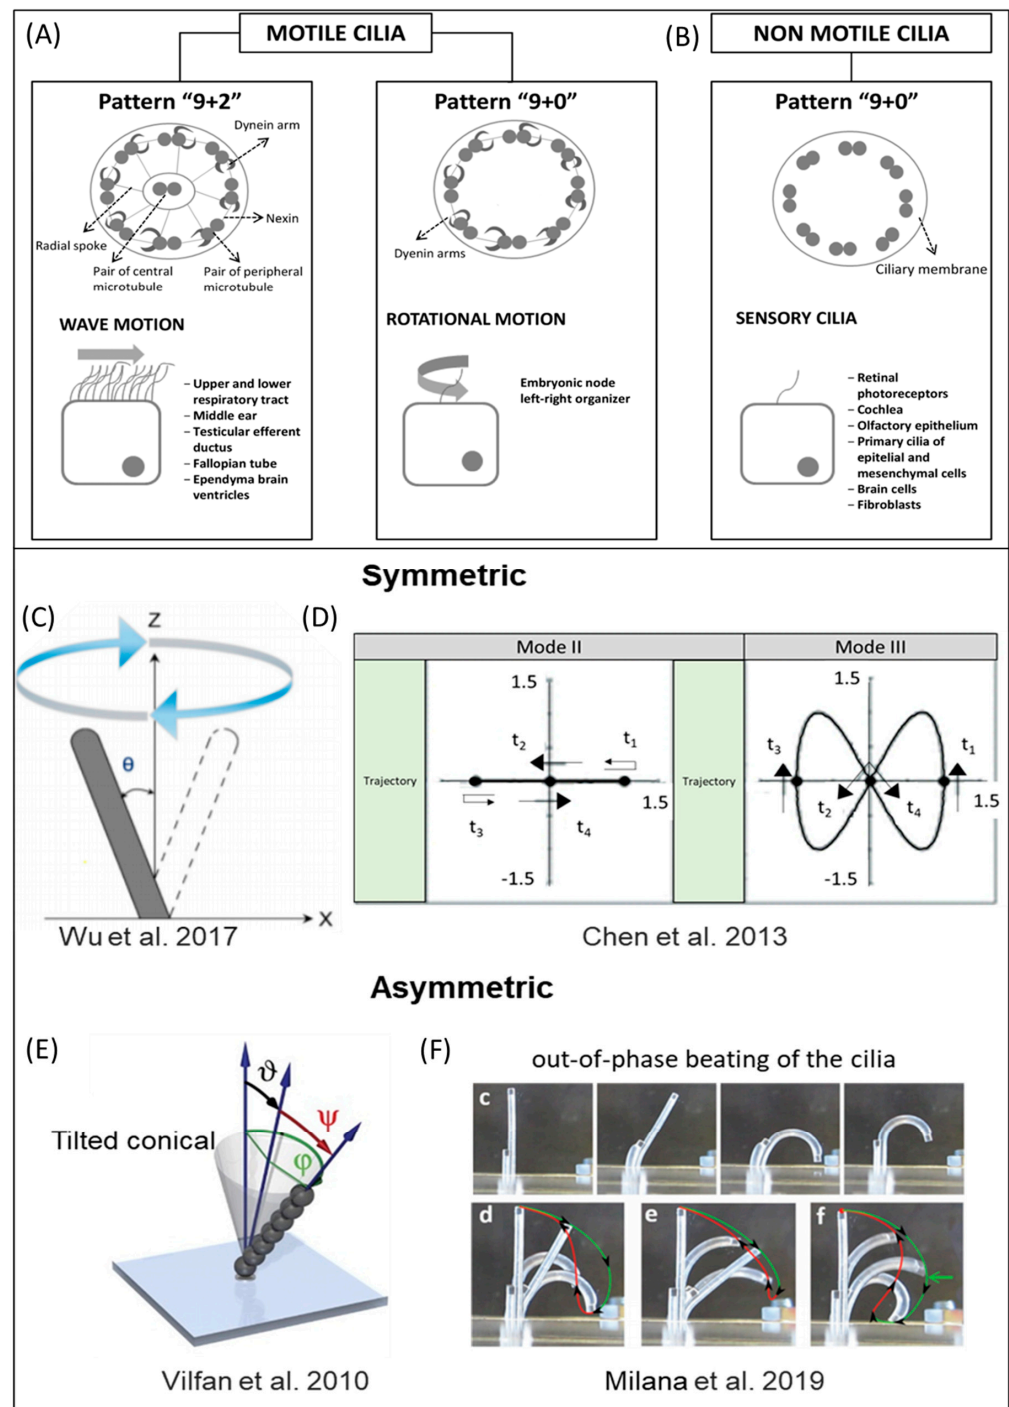 (A)
MOTILE CILIA
(B)
NON MOTILE CILIA
Pattern “9+2”
Dynein arm
Nexin
Radial spoke
Pair of central
microtubule
Pair of peripheral
microtubule
WAVE MOTION
– Upper and lower
respiratory tract
– Middle ear
– Testicular efferent
ductus
– Fallopian tube
– Ependyma brain
ventricles
Pattern “9+0”
Dyenin arms
ROTATIONAL MOTION
Embryonic node
left-right organizer
Pattern “9+0”
Ciliary membrane
SENSORY CILIA
– Retinal
photoreceptors
– Cochlea
– Olfactory epithelium
– Primary cilia of
epitelial and
mesenchymal cells
– Brain cells
– Fibroblasts
Symmetric
(C)
Z
θ
X
Wu et al. 2017
(D)
Mode II
Mode III
Trajectory
1.5
t2
t1
1.5
t3
t4
-1.5
Trajectory
1.5
t3
t1
1.5
t2
t4
-1.5
Chen et al. 2013
Asymmetric
(E)
ϑ
ψ
Tilted conical
φ
Vilfan et al. 2010
(F)
out-of-phase beating of the cilia
c
d
e
f
Milana et al. 2019